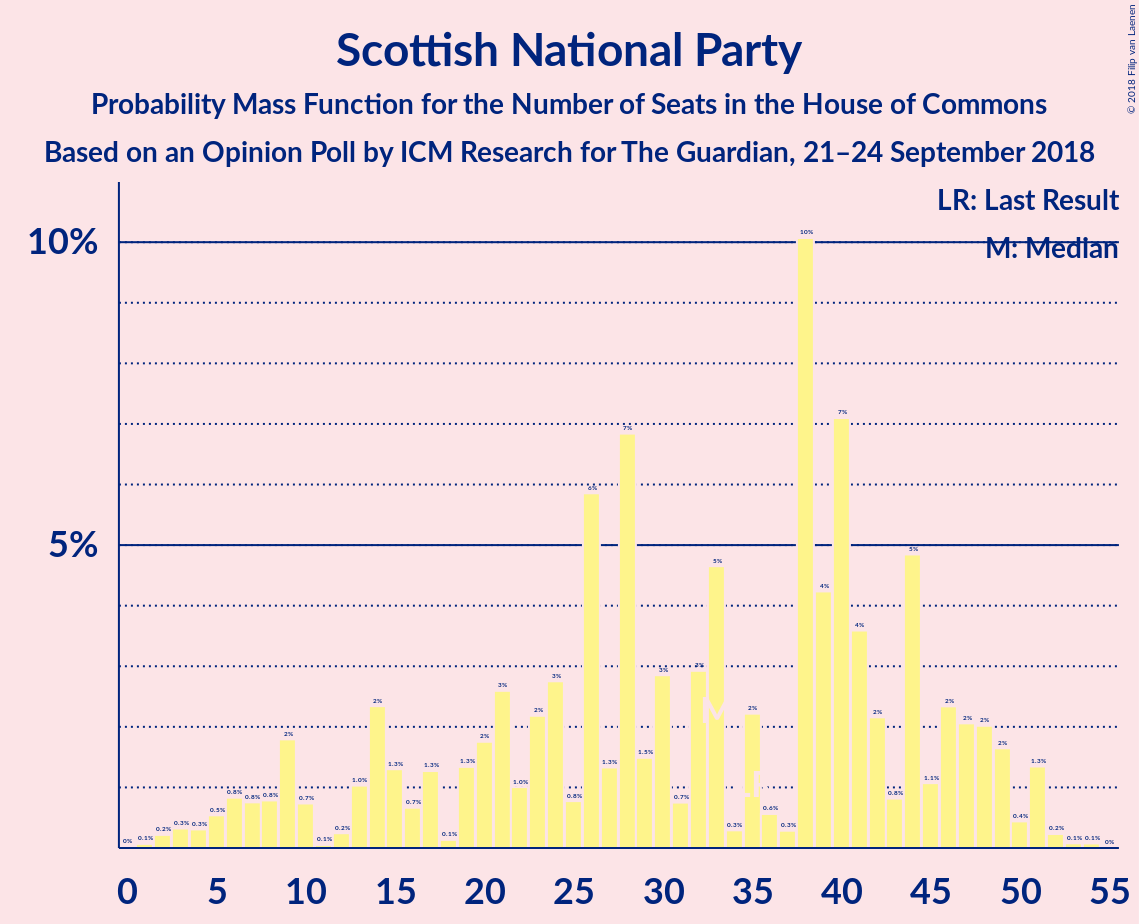 Scottish National Party
Probability Mass Function for the Number of Seats in the House of Commons
Based on an Opinion Poll by ICM Research for The Guardian, 21–24 September 2018
© 2018 Filip van Laenen
LR: Last Result
M: Median
10%
5%
0% 0.1% 0.2% 0.3% 0.3% 0.5% 0.8% 0.8% 0.8% 2% 0.7% 0.1% 0.2% 1.0% 2% 1.3% 0.7% 1.3% 0.1% 1.3% 2% 3% 1.0% 2% 3% 0.8% 6% 1.3% 7% 1.5% 3% 0.7% 3% 5% 0.3% 2% 0.6% 0.3% 10% 4% 7% 4% 2% 0.8% 5% 1.1% 2% 2% 2% 2% 0.4% 1.3% 0.2% 0.1% 0.1% 0%
M
0 5 10 15 20 25 30 35 40 45 50 55